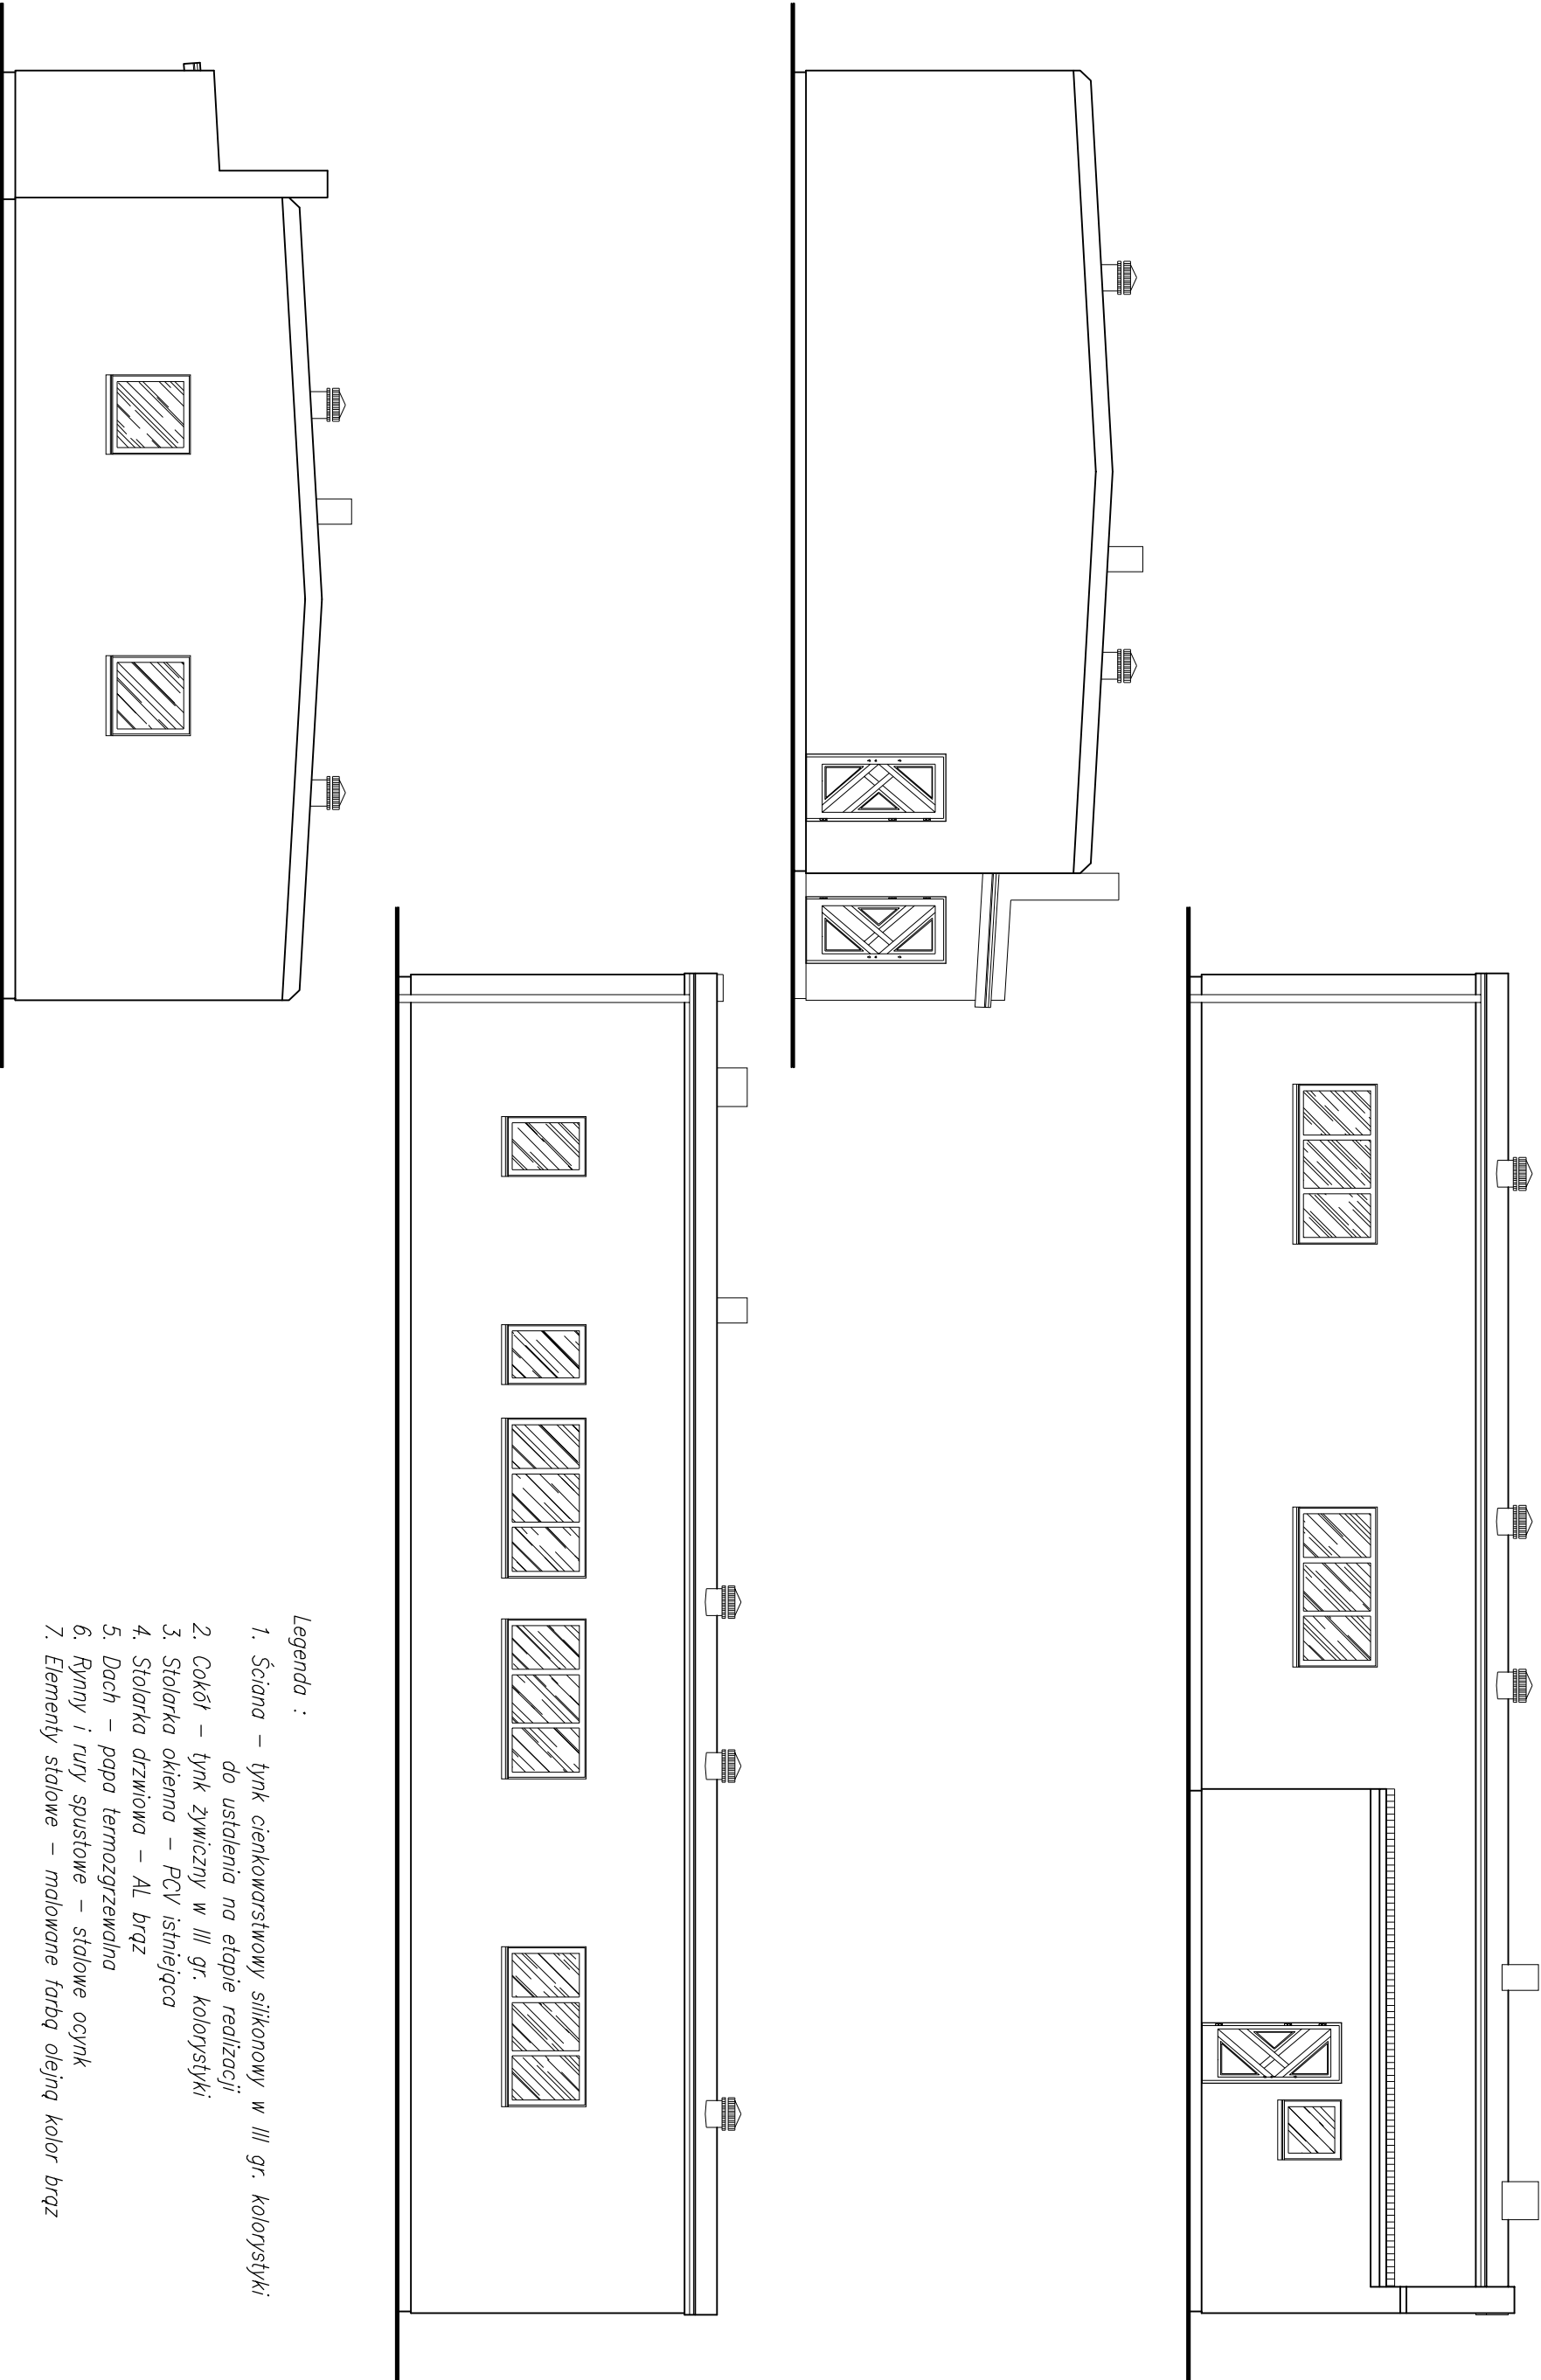 Legenda :
1. Ściana – tynk cienkowarstwowy silikonowy w III gr. kolorystyki
do ustalenia na etapie realizacji
2. Cokół – tynk żywiczny w III gr. kolorystyki
3. Stolarka okienna – PCV istniejąca
4. Stolarka drzwiowa – AL brąz
5. Dach – papa termozgrzewalna
6. Rynny i rury spustowe – stalowe ocynk
7. Elementy stalowe – malowane farbą olejną kolor brąz